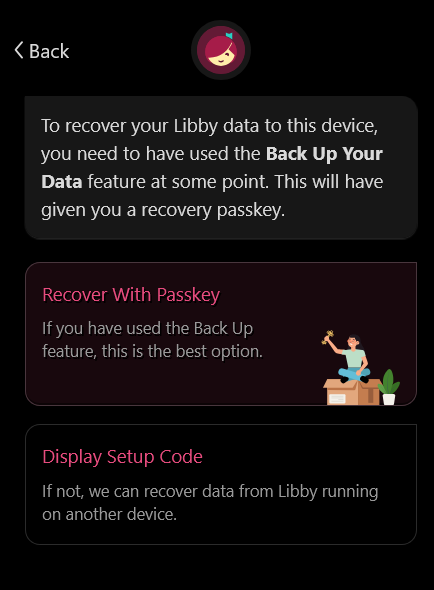 Back
To recover your Libby data to this device,
you need to have used the Back Up Your
Data feature at some point. This will have
given you a recovery passkey.
Recover With Passkey
If you have used the Back Up
feature, this is the best option.
Display Setup Code
If not, we can recover data from Libby running
on another device.